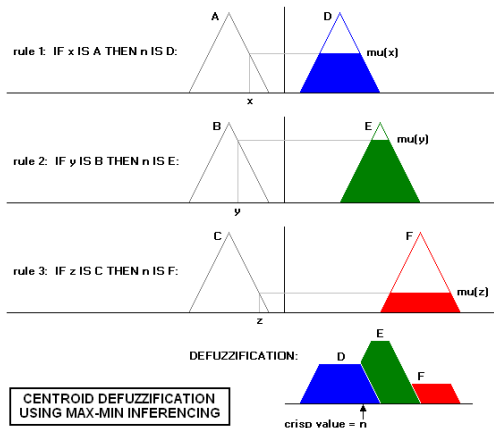 A D
rule 1: IF x IS A THEN n IS D:
mu(x)
x
B E
mu(y)
rule 2: IF y IS B THEN n IS E:
y
C F
rule 3: IF z IS C THEN n IS F:
mu(z)
z
E
DEFUZZIFICATION: D
F
CENTROID DEFUZZIFICATION
USING MAX-MIN INFERENCING
crisp value = n